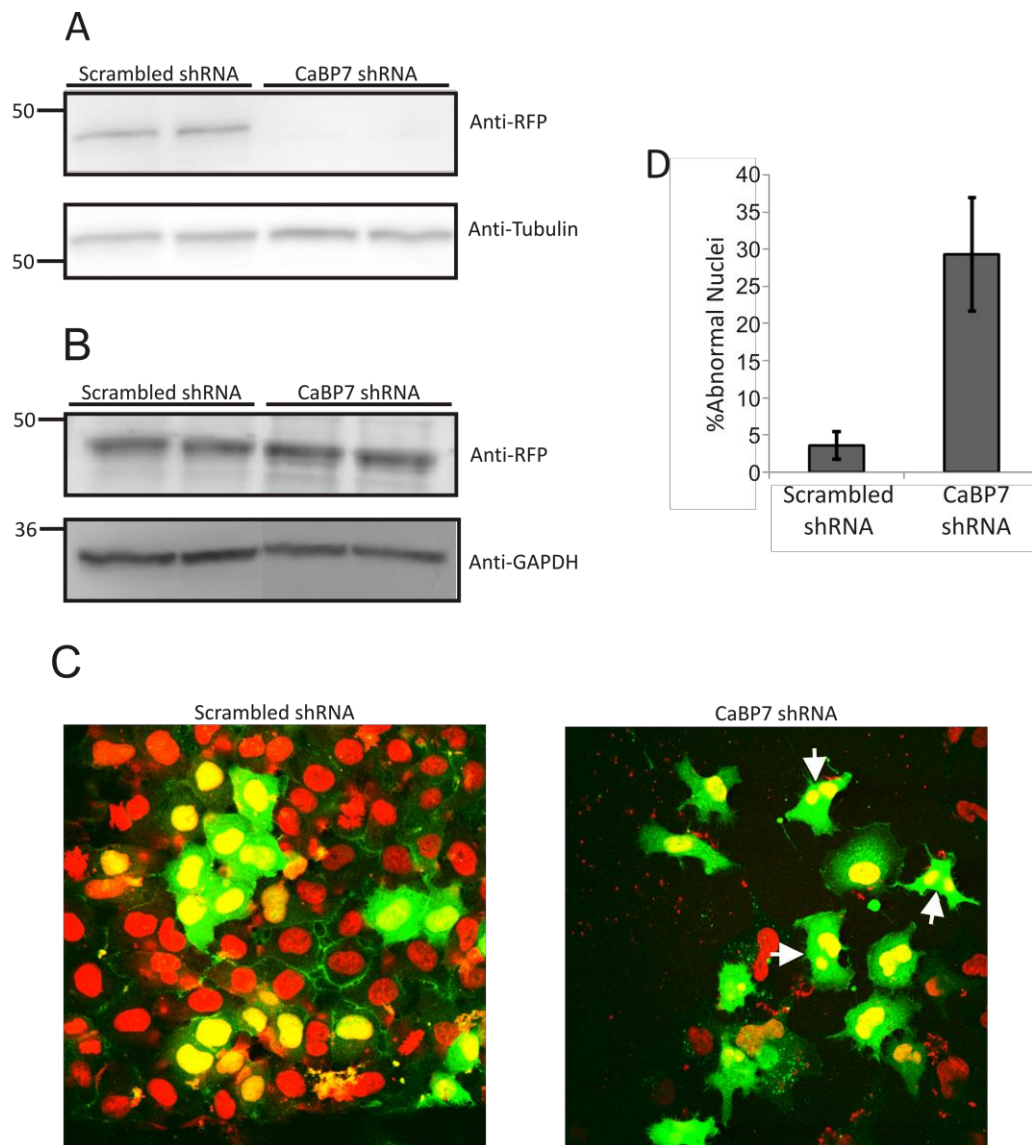 A
Scrambled shRNA CaBP7 shRNA
50
Anti-RFP
Anti-Tubulin
50
B
Scrambled shRNA CaBP7 shRNA
50
Anti-RFP
36
Anti-GAPDH
D
%Abnormal Nuclei
40
35
30
25
20
15
10
5
0
Scrambled
shRNA
CaBP7
shRNA
C
Scrambled shRNA
CaBP7 shRNA